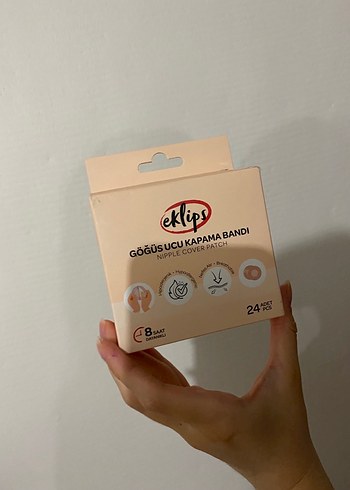 eklips
GÖĞÜS UCU KAPAMA BANDI
NIPPLE COVER PATCH
8 SAAT
24 ADET
PCS